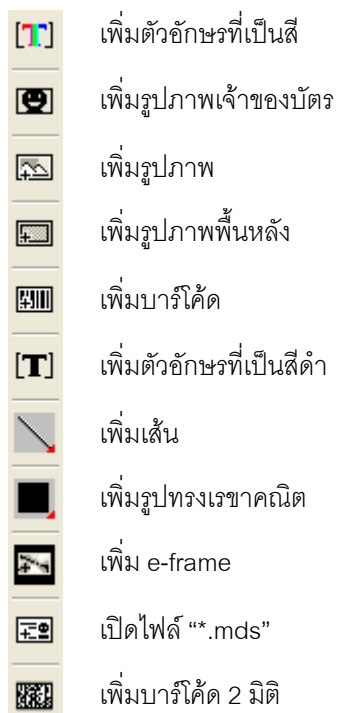 [T] เพิ่มตัวอักษรที่เป็นสี
เพิ่มรูปภาพเจ้าของบัตร
เพิ่มรูปภาพ
เพิ่มรูปภาพพื้นหลัง
เพิ่มบาร์โค้ด
[T] เพิ่มตัวอักษรที่เป็นสีดำ
เพิ่มเส้น
เพิ่มรูปทรงเรขาคณิต
เพิ่ม e-frame
เปิดไฟล์ “*.mds”
เพิ่มบาร์โค้ด 2 มิติ